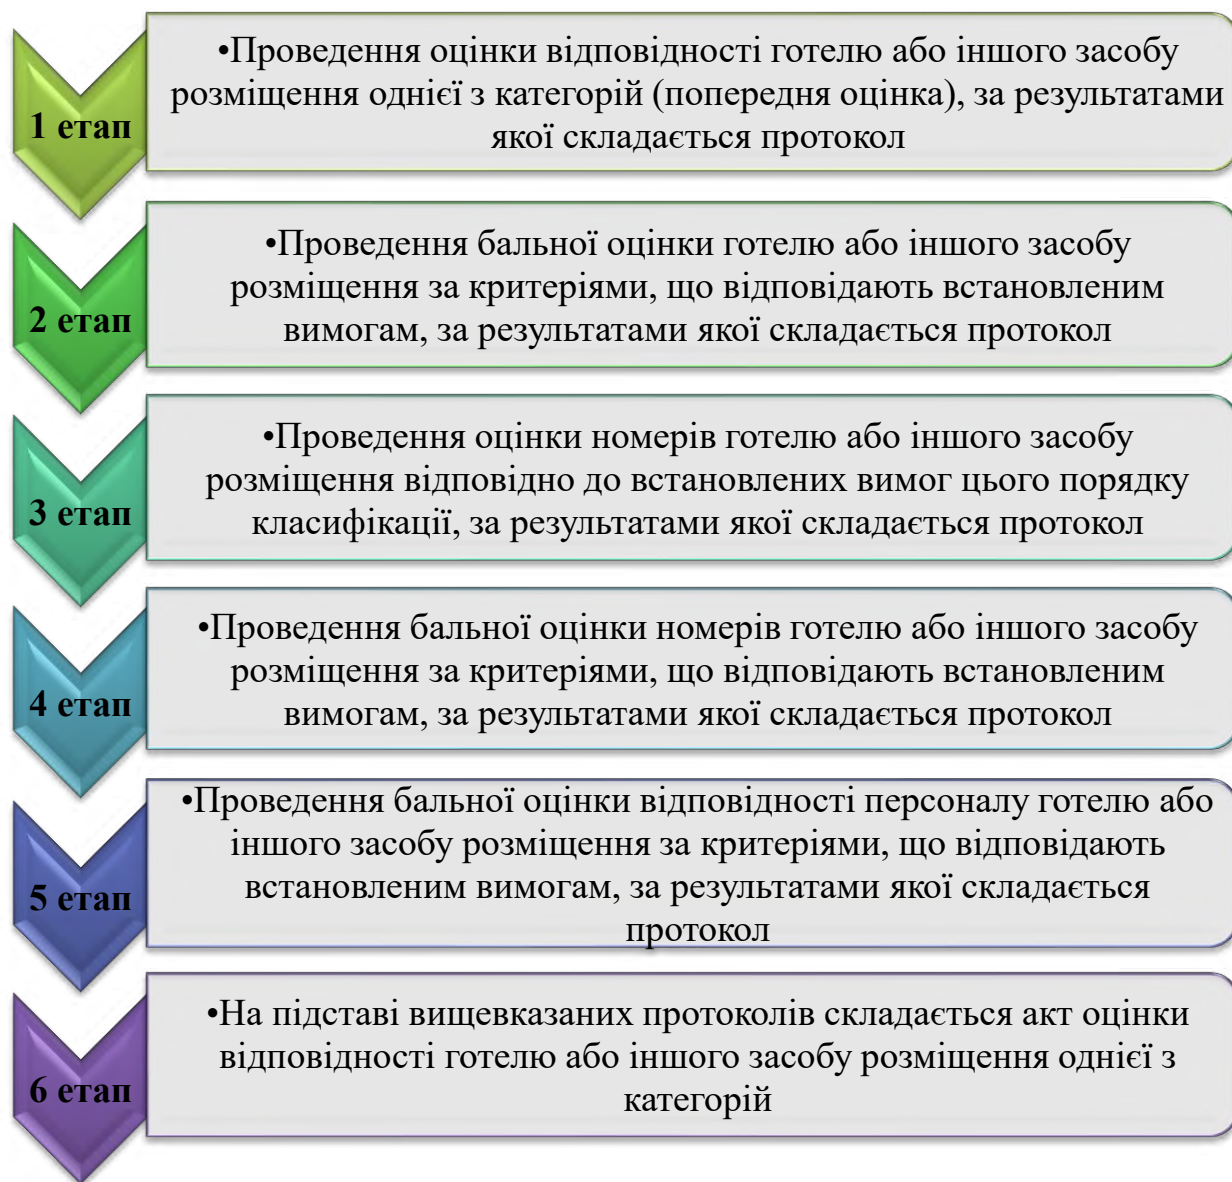 1 етап
•Проведення оцінки відповідності готелю або іншого засобу
розміщення однієї з категорій (попередня оцінка), за результатами
якої складається протокол
2 етап
•Проведення бальної оцінки готелю або іншого засобу
розміщення за критеріями, що відповідають встановленим
вимогам, за результатами якої складається протокол
3 етап
•Проведення оцінки номерів готелю або іншого засобу
розміщення відповідно до встановлених вимог цього порядку
класифікації, за результатами якої складається протокол
4 етап
•Проведення бальної оцінки номерів готелю або іншого засобу
розміщення за критеріями, що відповідають встановленим
вимогам, за результатами якої складається протокол
5 етап
•Проведення бальної оцінки відповідності персоналу готелю або
іншого засобу розміщення за критеріями, що відповідають
встановленим вимогам, за результатами якої складається
протокол
6 етап
•На підставі вищевказаних протоколів складається акт оцінки
відповідності готелю або іншого засобу розміщення однієї з
категорій